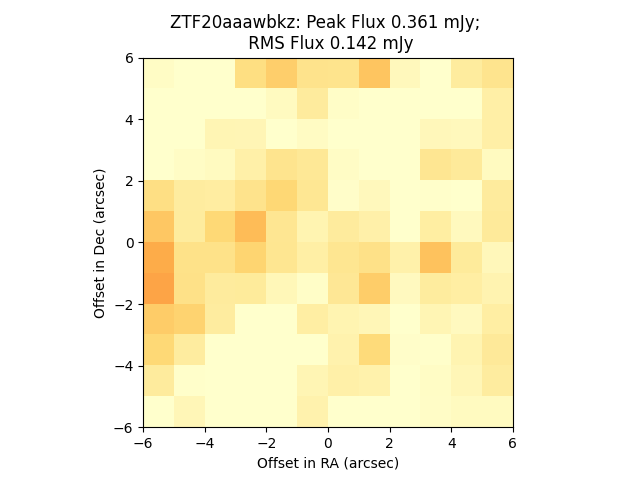 ZTF20aaawbkz: Peak Flux 0.361 mJy;
RMS Flux 0.142 mJy
6
4
2
0
−2
−4
−6
Offset in Dec (arcsec)
−6 −4 −2 0 2 4 6
Offset in RA (arcsec)